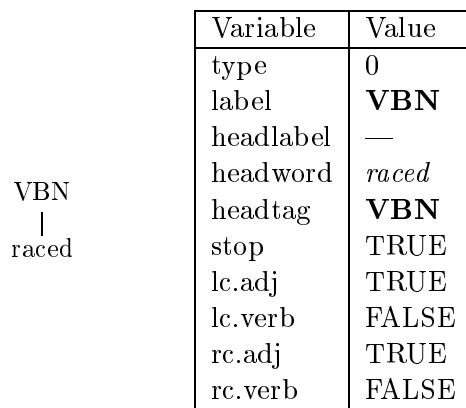 VBN
raced
Variable Value
type 0
label VBN
headlabel —
headword raced
headtag VBN
stop TRUE
lc.adj TRUE
lc.verb FALSE
rc.adj TRUE
rc.verb FALSE